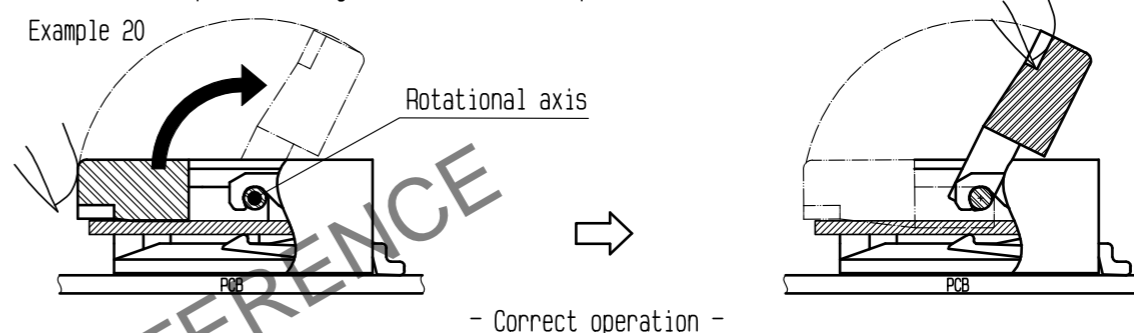 Example 20
Rotational axis
PCB
PCB
- Correct operation -